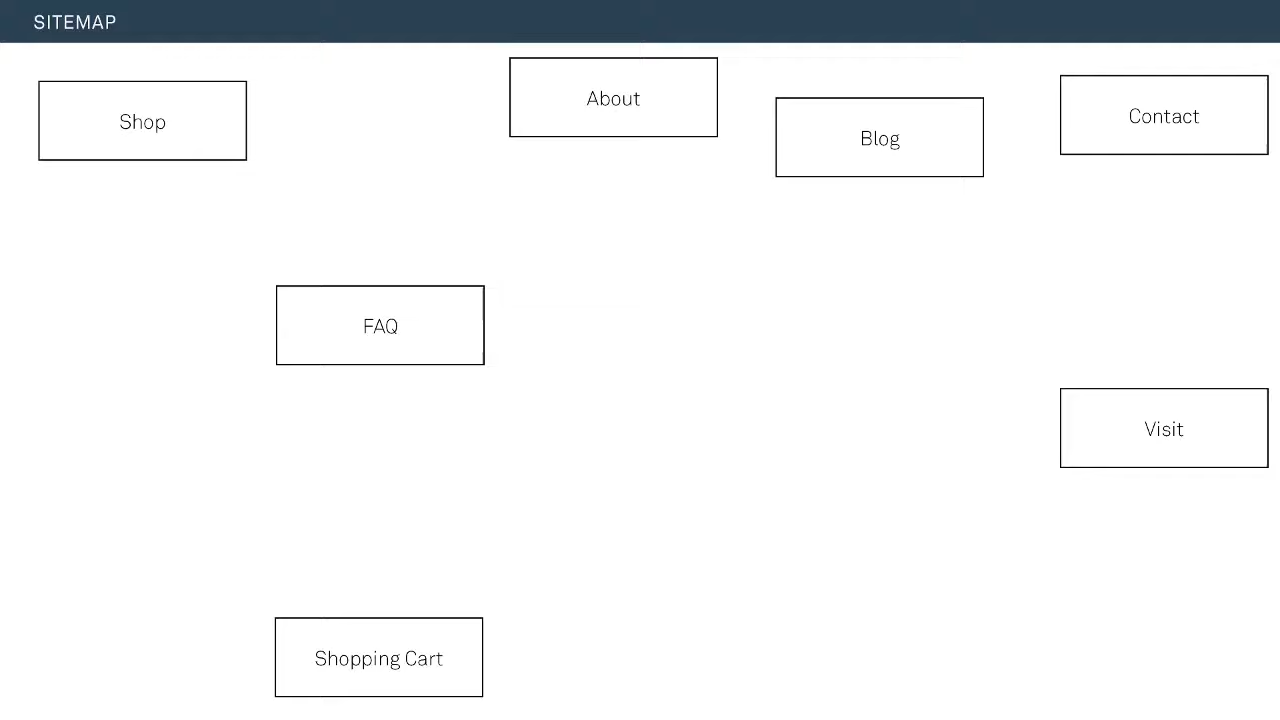 SITEMAP
Shop
About
Blog
Contact
FAQ
Visit
Shopping Cart